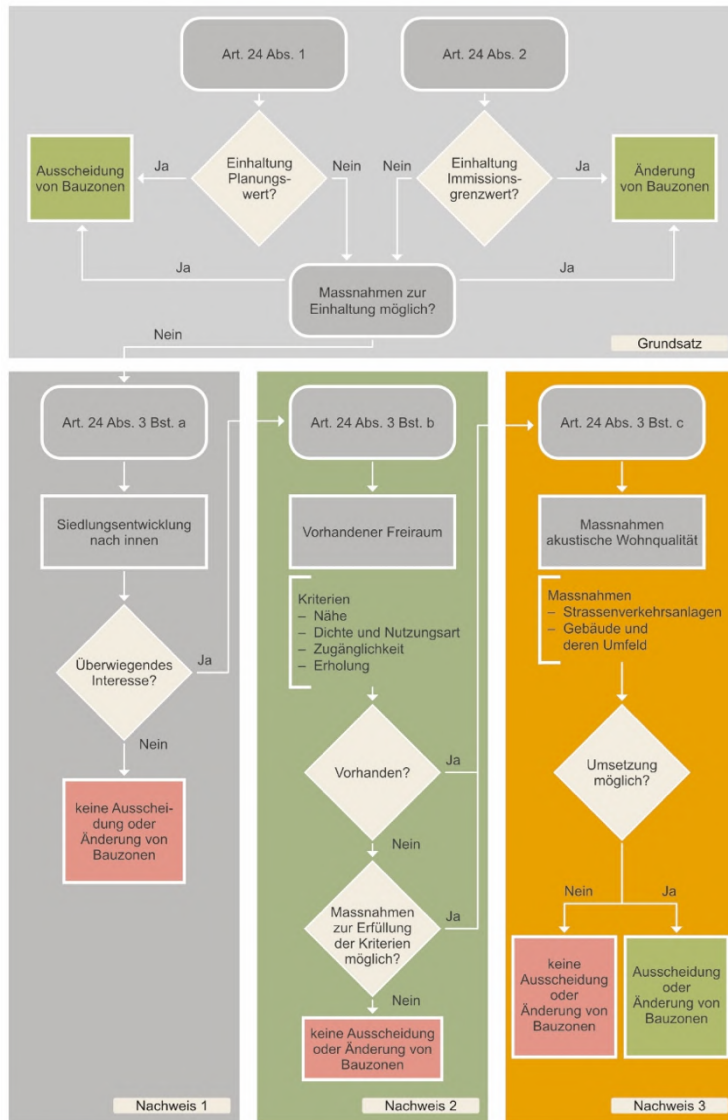 Art. 24 Abs. 1
Art. 24 Abs. 2
Ausscheidung
von Bauzonen
Ja
Einhaltung
Planungs-
wert?
Nein
Nein
Einhaltung
Immissions-
grenzwert?
Ja
Änderung
von Bauzonen
Ja
Massnahmen zur
Einhaltung möglich?
Ja
Nein
Grundsatz
Art. 24 Abs. 3 Bst. a
Siedlungsentwicklung
nach innen
Überwiegendes
Interesse?
Ja
Nein
keine Ausschei-
dung oder
Änderung von
Bauzonen
Nachweis 1
Art. 24 Abs. 3 Bst. b
Vorhandener Freiraum
Kriterien
– Nähe
– Dichte und Nutzungsart
– Zugänglichkeit
– Erholung
Vorhanden?
Ja
Nein
Massnahmen
zur Erfüllung
der Kriterien
möglich?
Ja
Nein
keine Ausscheidung
oder Änderung von
Bauzonen
Nachweis 2
Art. 24 Abs. 3 Bst. c
Massnahmen
akustische Wohnqualität
Massnahmen
– Strassenverkehrsanlagen
– Gebäude und
deren Umfeld
Umsetzung
möglich?
Nein
Ja
keine
Ausscheidung
oder
Änderung von
Bauzonen
Ausscheidung
oder
Änderung von
Bauzonen
Nachweis 3